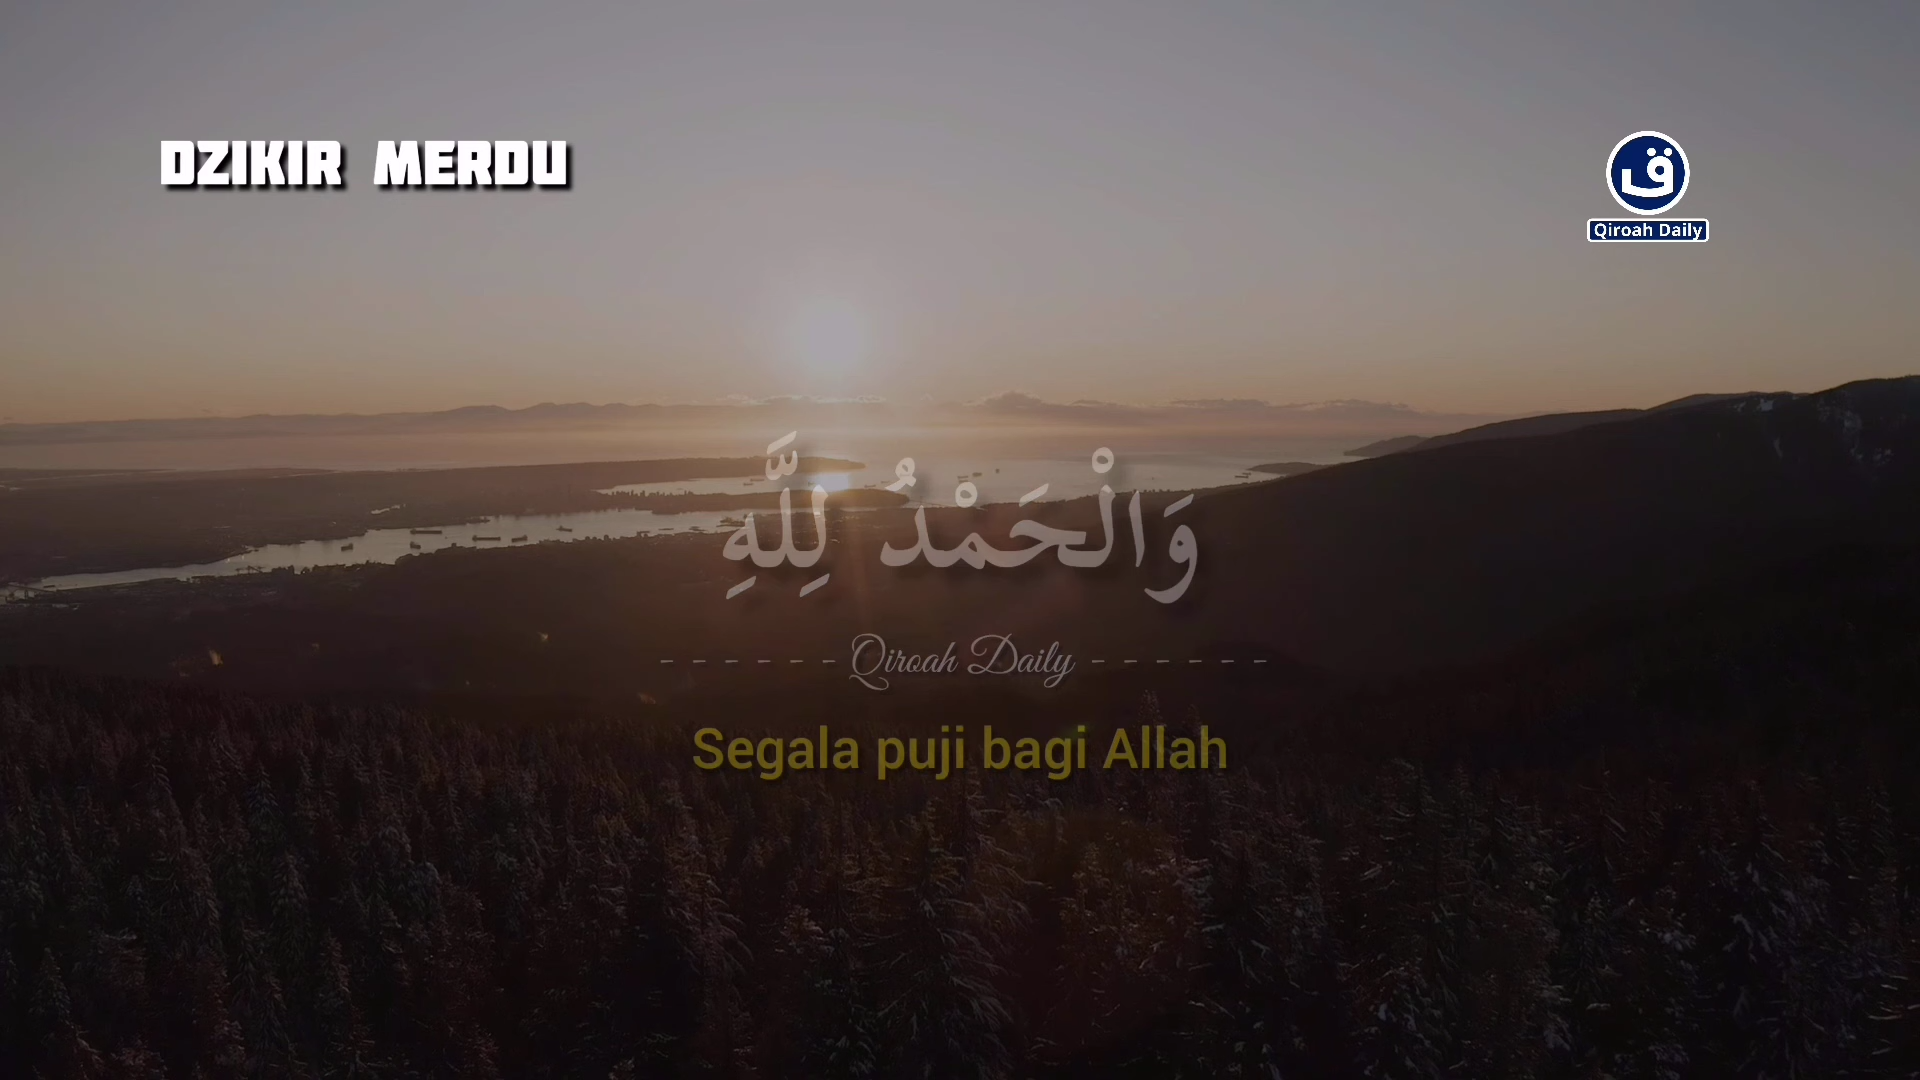 DZIKIR MERDU
ق
Qiroah Daily
وَالْحَمْدُ لِلَّهِ
------Qiroah Daily------
Segala puji bagi Allah